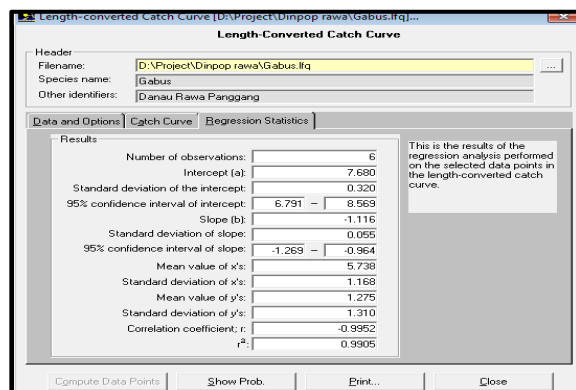 Length-converted Catch Curve [D:\Project\Dinpop rawa\Gabus.lfq]...
Length-Converted Catch Curve
Header
Filename: D:\Project\Dinpop rawa\Gabus.lfq ...
Species name: Gabus
Other identifiers: Danau Rawa Panggang
Data and Options Catch Curve Regression Statistics
Results
Number of observations: 6
Intercept (a): 7.680
Standard deviation of the intercept: 0.320
95% confidence interval of intercept: 6.791 – 8.569
Slope (b): -1.116
Standard deviation of slope: 0.055
95% confidence interval of slope: -1.269 – -0.964
Mean value of x's: 5.738
Standard deviation of x's: 1.168
Mean value of y's: 1.275
Standard deviation of y's: 1.310
Correlation coefficient; r: -0.9952
r²: 0.9905
This is the results of the
regression analysis performed
on the selected data points in
the length-converted catch
curve.
Compute Data Points Show Prob. Print... Close